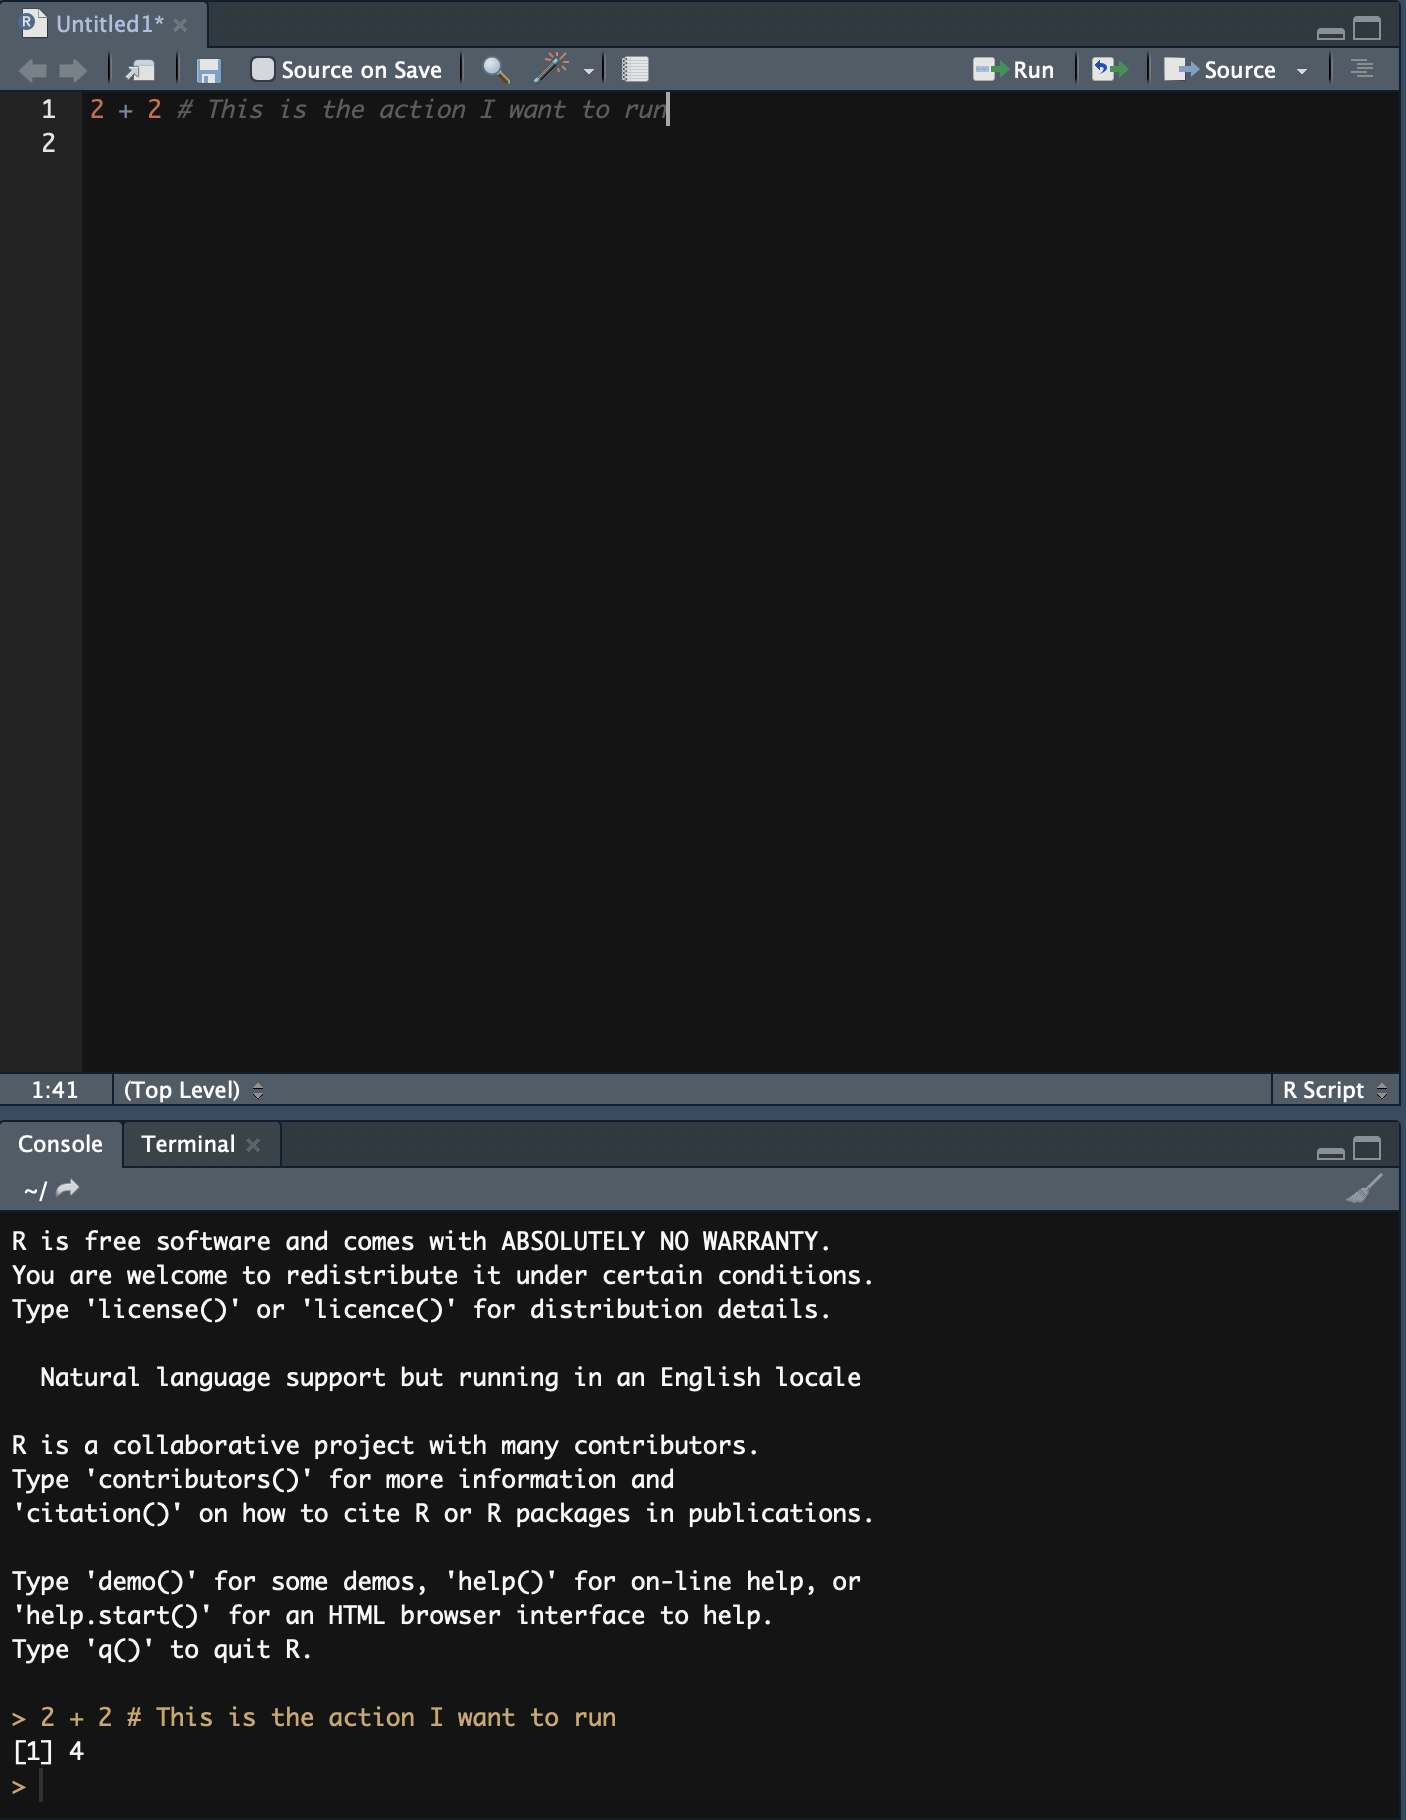 Untitled1*
Source on Save Run Source
1 2 + 2 # This is the action I want to run
2
1:41 (Top Level) R Script
Console Terminal
~/
R is free software and comes with ABSOLUTELY NO WARRANTY.
You are welcome to redistribute it under certain conditions.
Type 'license()' or 'licence()' for distribution details.
Natural language support but running in an English locale
R is a collaborative project with many contributors.
Type 'contributors()' for more information and
'citation()' on how to cite R or R packages in publications.
Type 'demo()' for some demos, 'help()' for on-line help, or
'help.start()' for an HTML browser interface to help.
Type 'q()' to quit R.
> 2 + 2 # This is the action I want to run
[1] 4
>